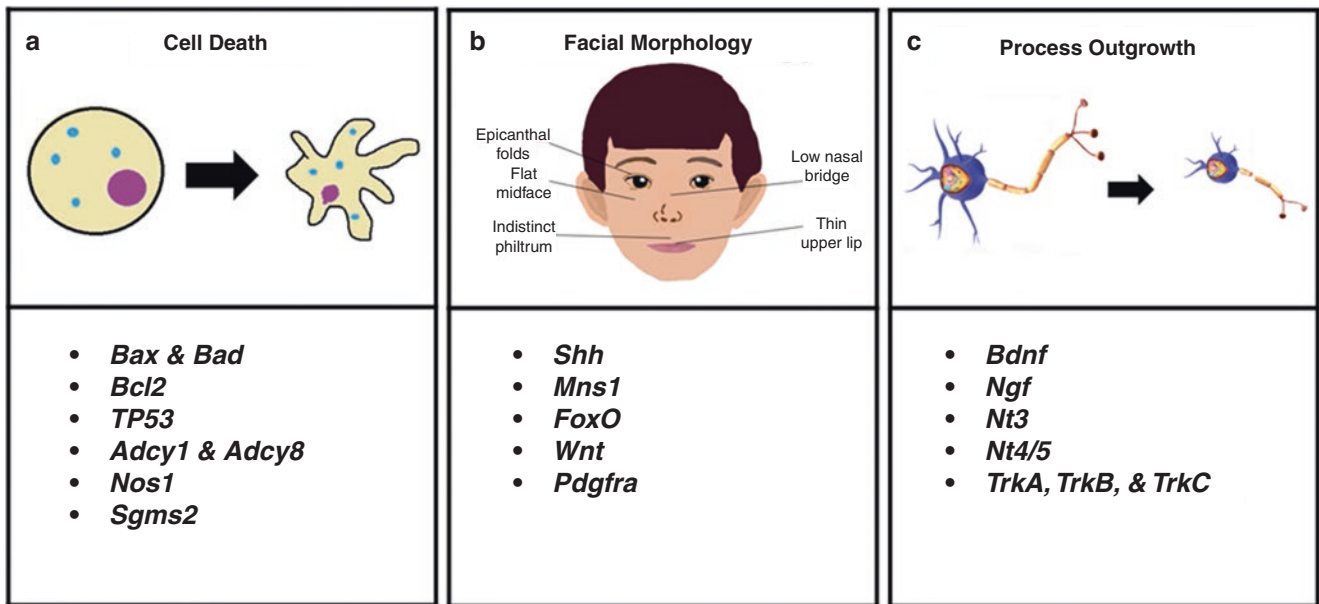 a
Cell Death
Bax & Bad
Bcl2
TP53
Adcy1 & Adcy8
Nos1
Sgms2
b
Facial Morphology
Epicanthal
folds
Flat
midface
Indistinct
philtrum
Low nasal
bridge
Thin
upper lip
Shh
Mns1
FoxO
Wnt
Pdgfra
c
Process Outgrowth
Bdnf
Ngf
Nt3
Nt4/5
TrkA, TrkB, & TrkC